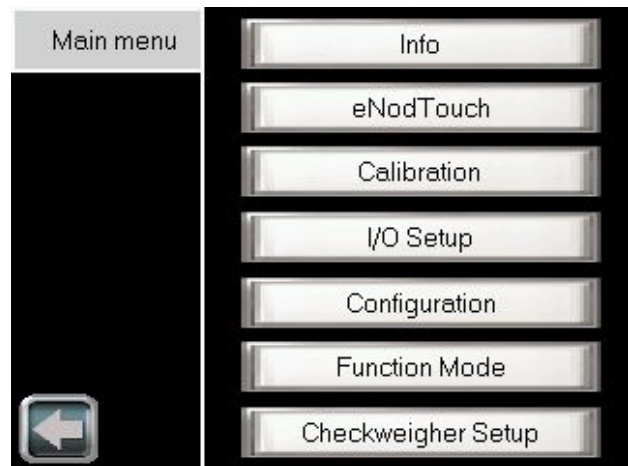 Main menu
Info
eNodTouch
Calibration
I/O Setup
Configuration
Function Mode
Checkweigher Setup